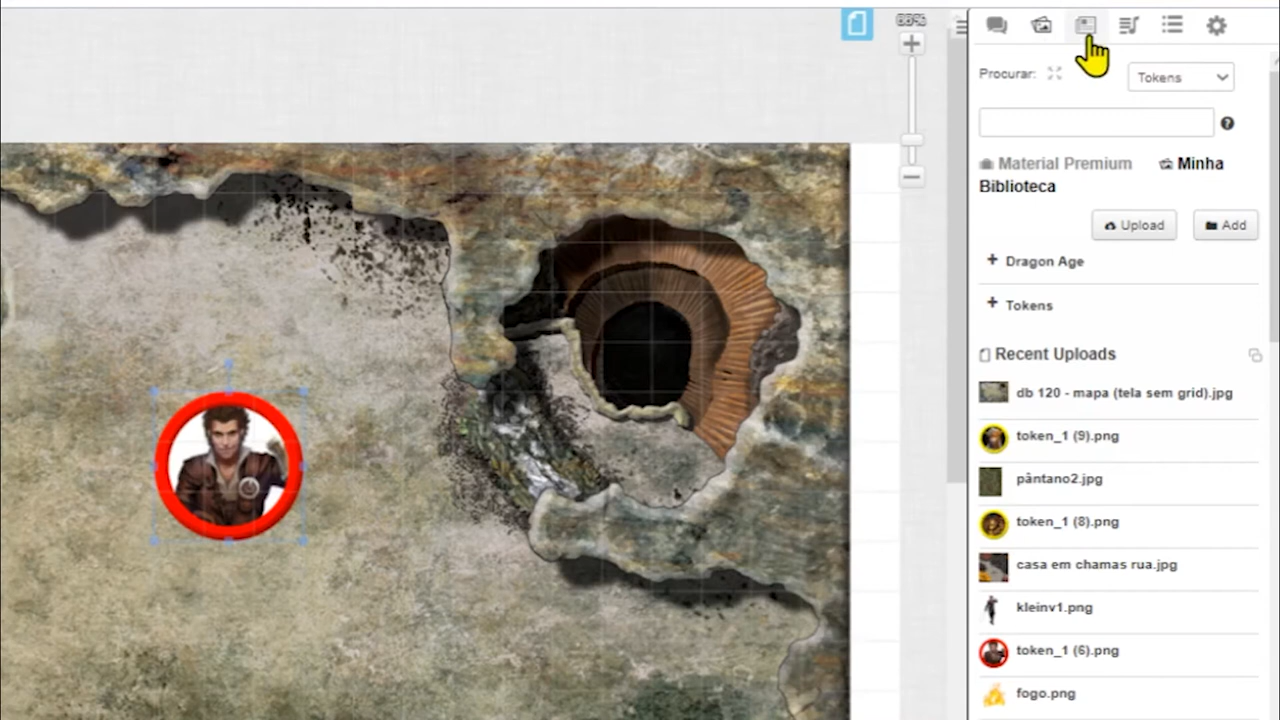 Procurar:
Tokens
Material Premium
Minha
Biblioteca
Upload
Add
+ Dragon Age
+ Tokens
Recent Uploads
db 120 - mapa (tela sem grid).jpg
token_1 (9).png
pântano2.jpg
token_1 (8).png
casa em chamas rua.jpg
kleinv1.png
token_1 (6).png
fogo.png